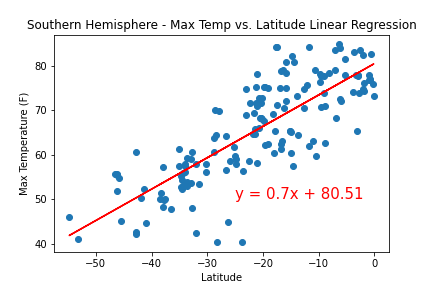 Southern Hemisphere - Max Temp vs. Latitude Linear Regression
Max Temperature (F)
80
70
60
50
40
y = 0.7x + 80.51
−50
−40
−30
−20
−10
0
Latitude